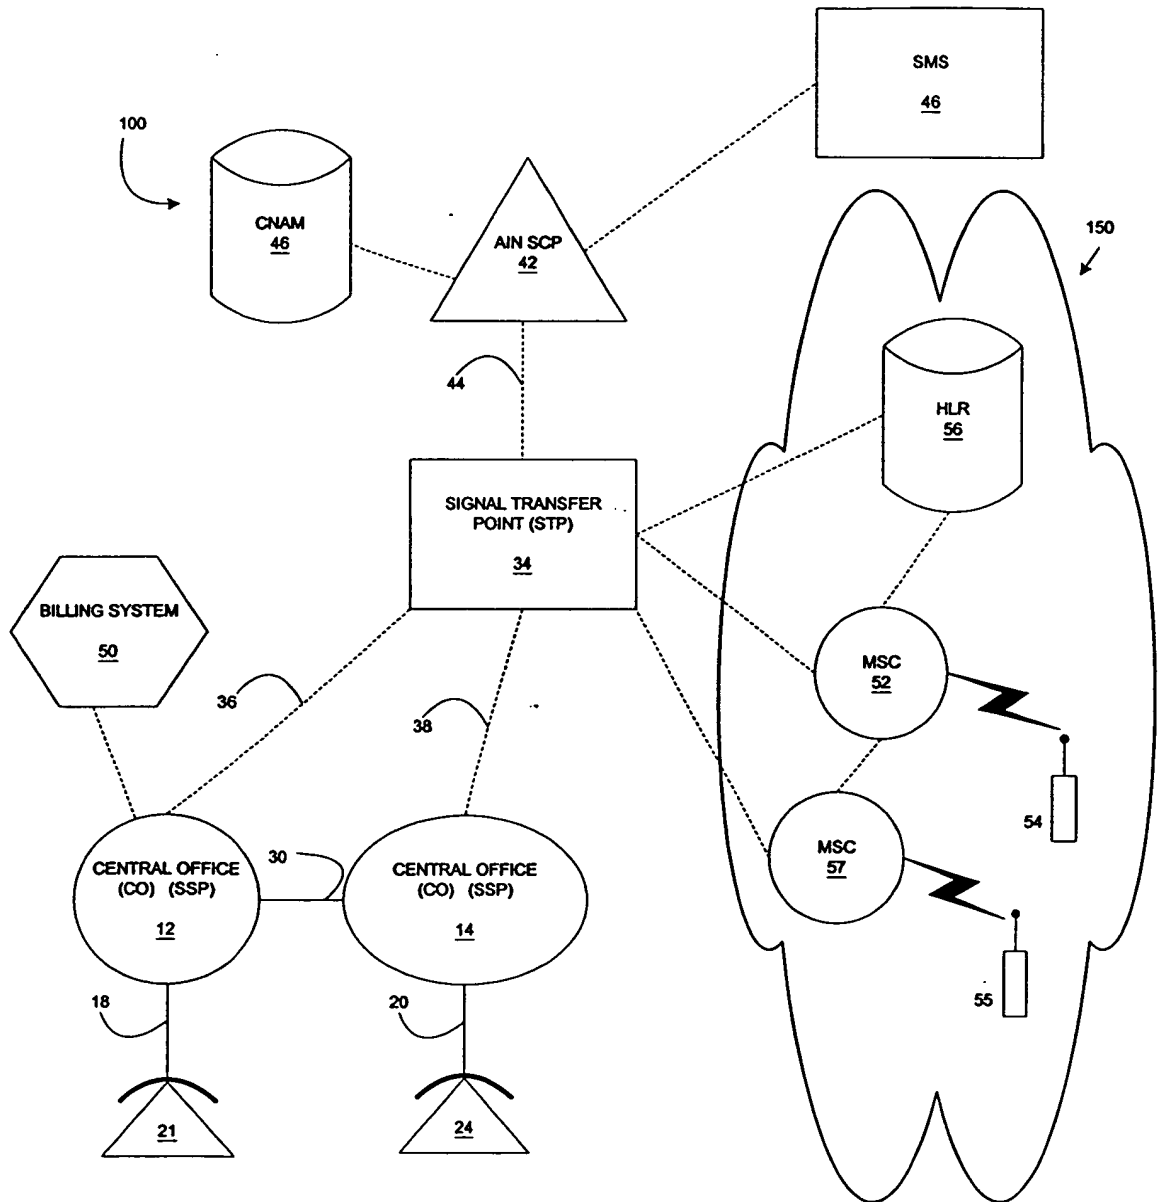 SMS
46
100
CNAM
46
AIN SCP
42
150
44
HLR
56
SIGNAL TRANSFER
POINT (STP)
34
BILLING SYSTEM
50
36
38
MSC
52
54
MSC
57
30
CENTRAL OFFICE
(CO) (SSP)
12
CENTRAL OFFICE
(CO) (SSP)
14
18
20
55
21
24